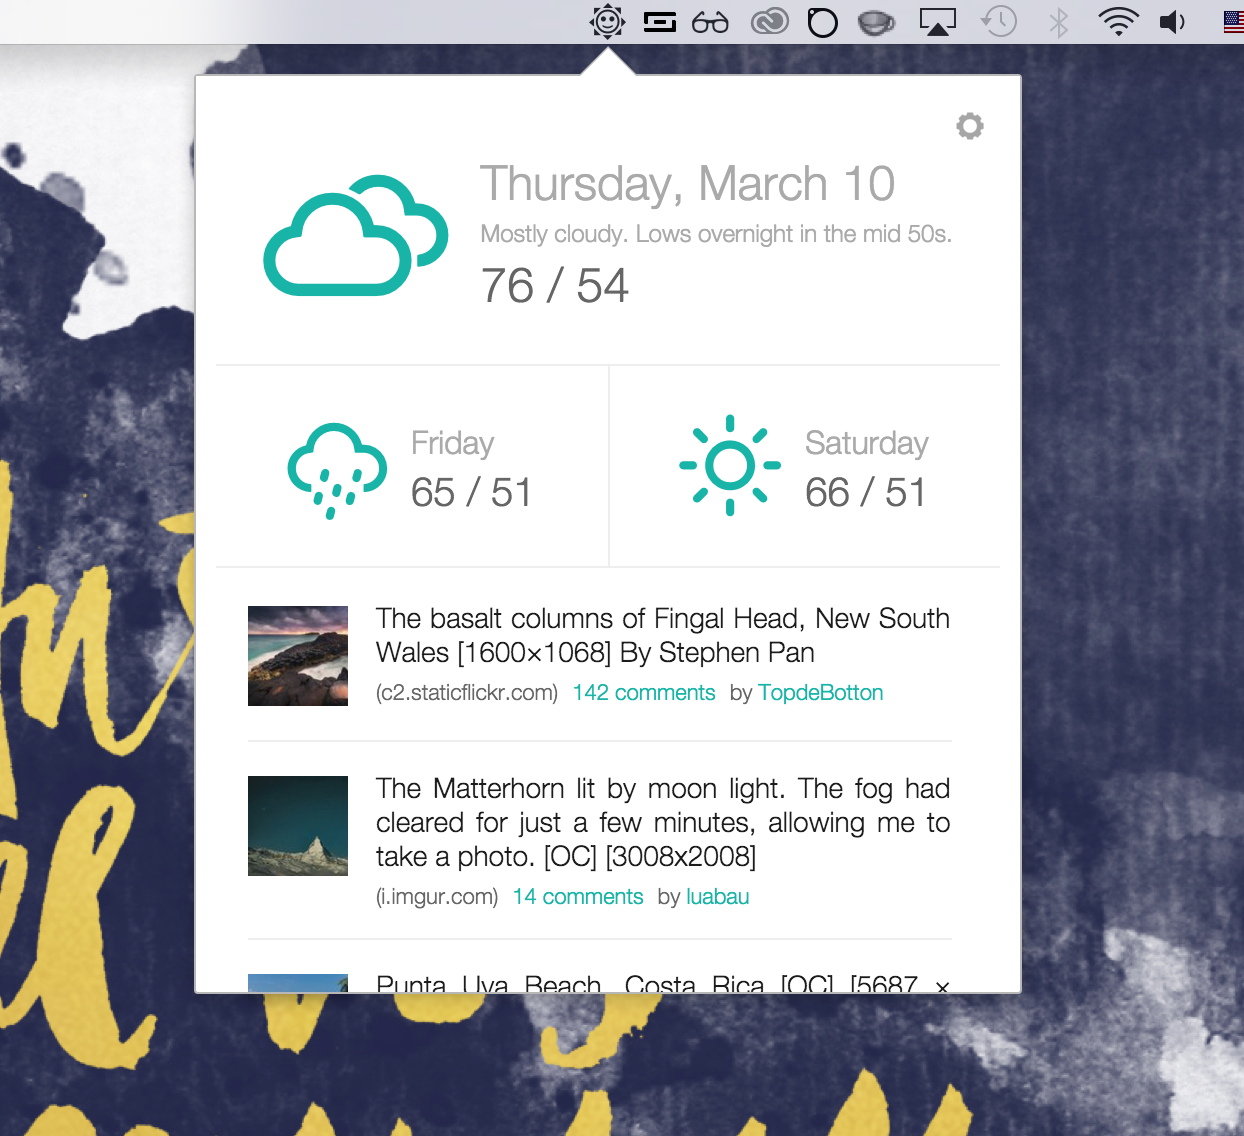 Thursday, March 10
Mostly cloudy. Lows overnight in the mid 50s.
76 / 54
Friday
65 / 51
Saturday
66 / 51
The basalt columns of Fingal Head, New South
Wales [1600×1068] By Stephen Pan
(c2.staticflickr.com) 142 comments by TopdeBotton
The Matterhorn lit by moon light. The fog had
cleared for just a few minutes, allowing me to
take a photo. [OC] [3008x2008]
(i.imgur.com) 14 comments by luabau
Punta Uva Beach, Costa Rica [OC] [5687 ×